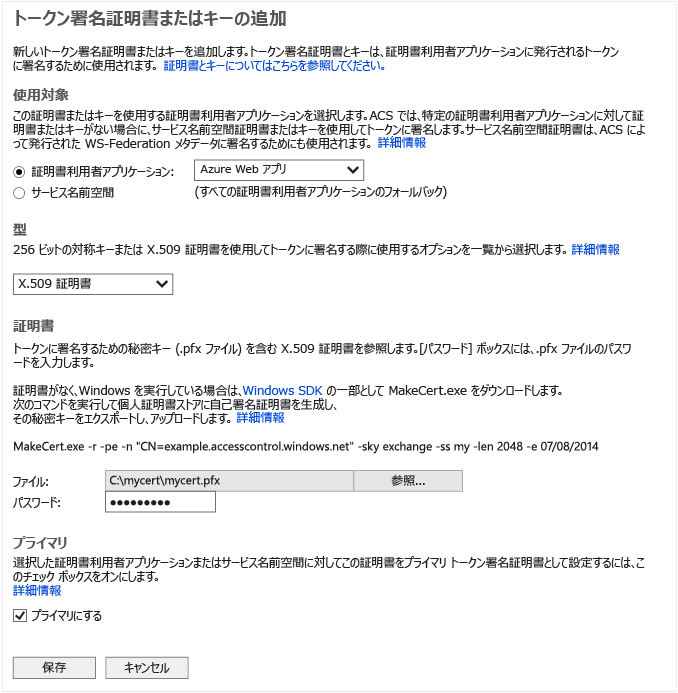 トークン署名証明書またはキーの追加
新しいトークン署名証明書またはキーを追加します。トークン署名証明書とキーは、証明書利用者アプリケーションに発行されるトークン
に署名するために使用されます。 証明書とキーについてはこちらを参照してください。
使用対象
この証明書またはキーを使用する証明書利用者アプリケーションを選択します。ACS では、特定の証明書利用者アプリケーションに対して証
明書またはキーがない場合に、サービス名前空間証明書またはキーを使用してトークンに署名します。サービス名前空間証明書は、ACS によ
って発行された WS-Federation メタデータに署名するためにも使用されます。 詳細情報
証明書利用者アプリケーション: Azure Web アプリ
サービス名前空間 (すべての証明書利用者アプリケーションのフォールバック)
型
256 ビットの対称キーまたは X.509 証明書を使用してトークンに署名する際に使用するオプションを一覧から選択します。 詳細情報
X.509 証明書
証明書
トークンに署名するための秘密キー (.pfx ファイル) を含む X.509 証明書を参照します。[パスワード] ボックスには、.pfx ファイルのパスワ
ードを入力します。
証明書がなく、Windows を実行している場合は、Windows SDK の一部として MakeCert.exe をダウンロードします。
次のコマンドを実行して個人証明書ストアに自己署名証明書を生成し、
その秘密キーをエクスポートし、アップロードします。 詳細情報
MakeCert.exe -r -pe -n "CN=example.accesscontrol.windows.net" -sky exchange -ss my -len 2048 -e 07/08/2014
ファイル: C:\mycert\mycert.pfx 参照...
パスワード: ●●●●●●●●●
プライマリ
選択した証明書利用者アプリケーションまたはサービス名前空間に対してこの証明書をプライマリ トークン署名証明書として設定するには、こ
のチェック ボックスをオンにします。
詳細情報
プライマリにする
保存 キャンセル